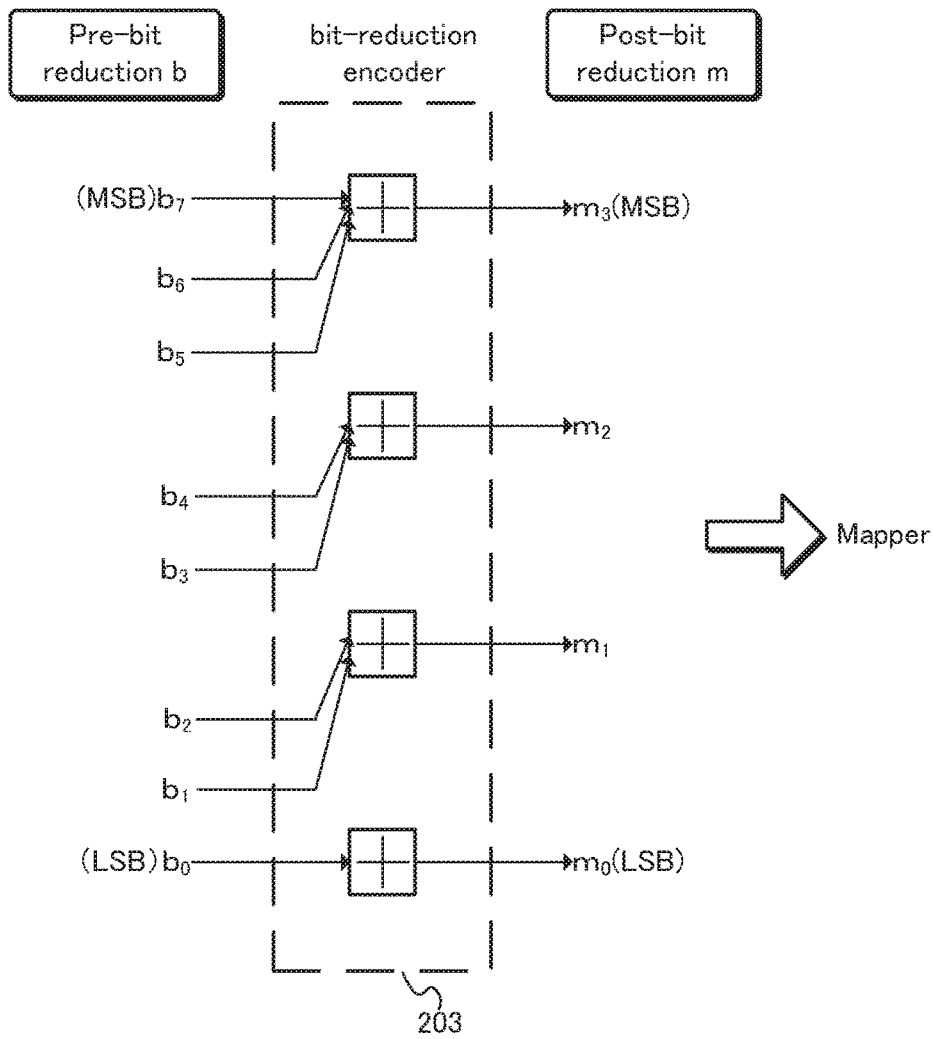 Pre-bit
reduction b
bit-reduction
encoder
Post-bit
reduction m
(MSB)b₇
m₃(MSB)
b₆
b₅
m₂
b₄
Mapper
b₃
m₁
b₂
b₁
(LSB)b₀
m₀(LSB)
203